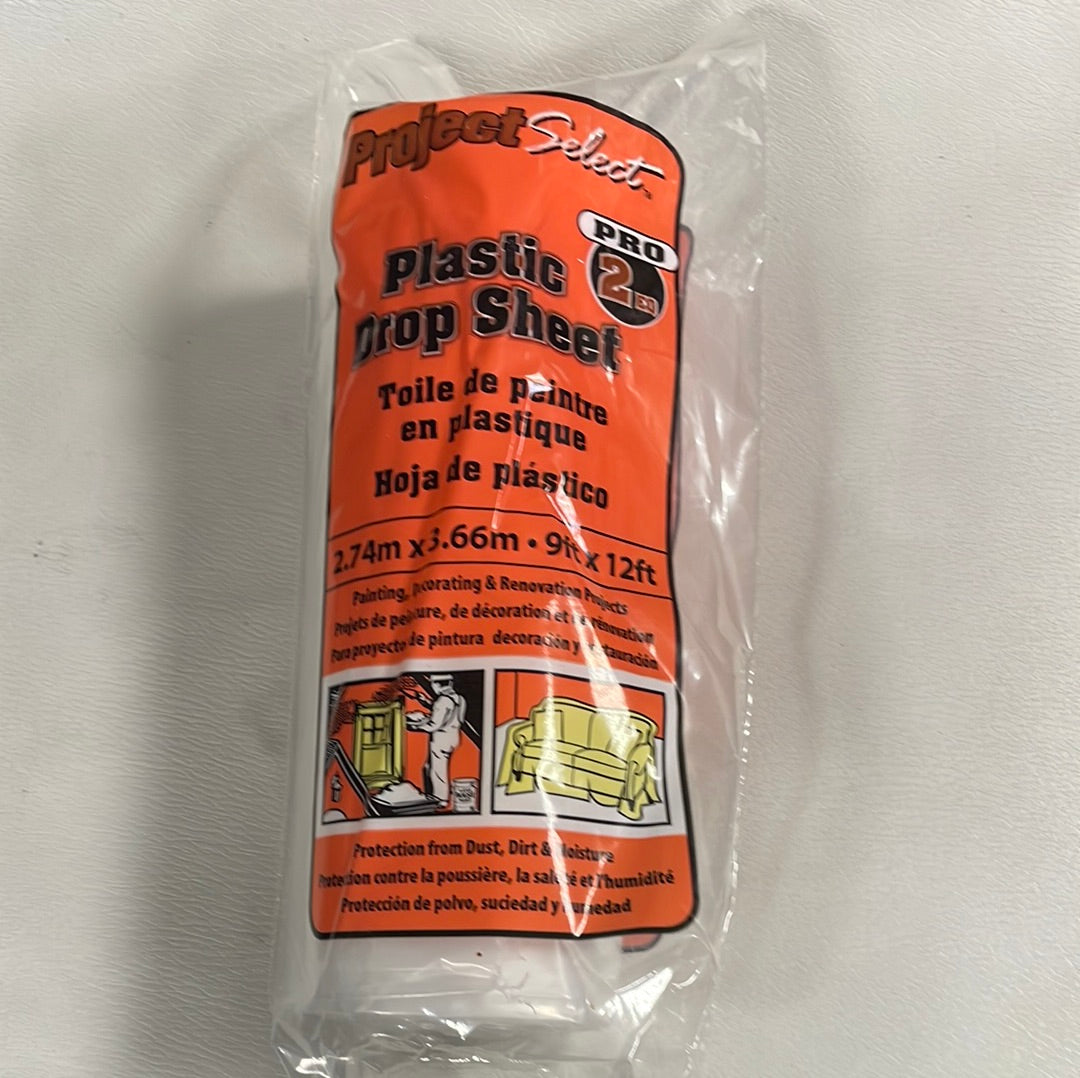 Project Select
PRO
2
Plastic
Drop Sheet
Toile de peintre
en plastique
Hoja de plástico
2.74m x 3.66m • 9ft x 12ft
Painting, Decorating & Renovation Projects
Projets de peinture, de décoration et de rénovation
Para proyecto de pintura decoración y restauración
Protection from Dust, Dirt & Moisture
Protection contre la poussière, la saleté et l'humidité
Protección de polvo, suciedad y humedad